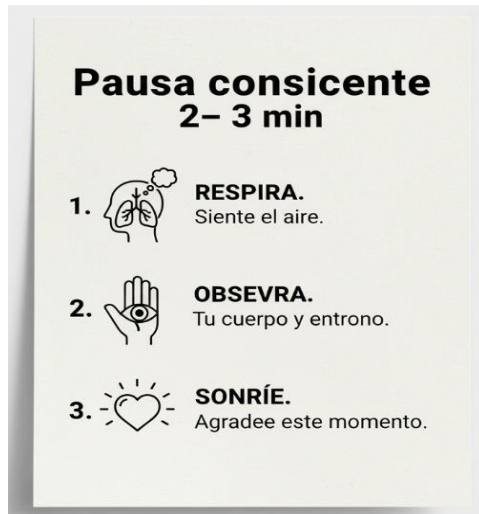 Pausa consicente
2– 3 min
1. RESPIRA.
Siente el aire.
2. OBSEVRA.
Tu cuerpo y entrono.
3. SONRÍE.
Agradee este momento.